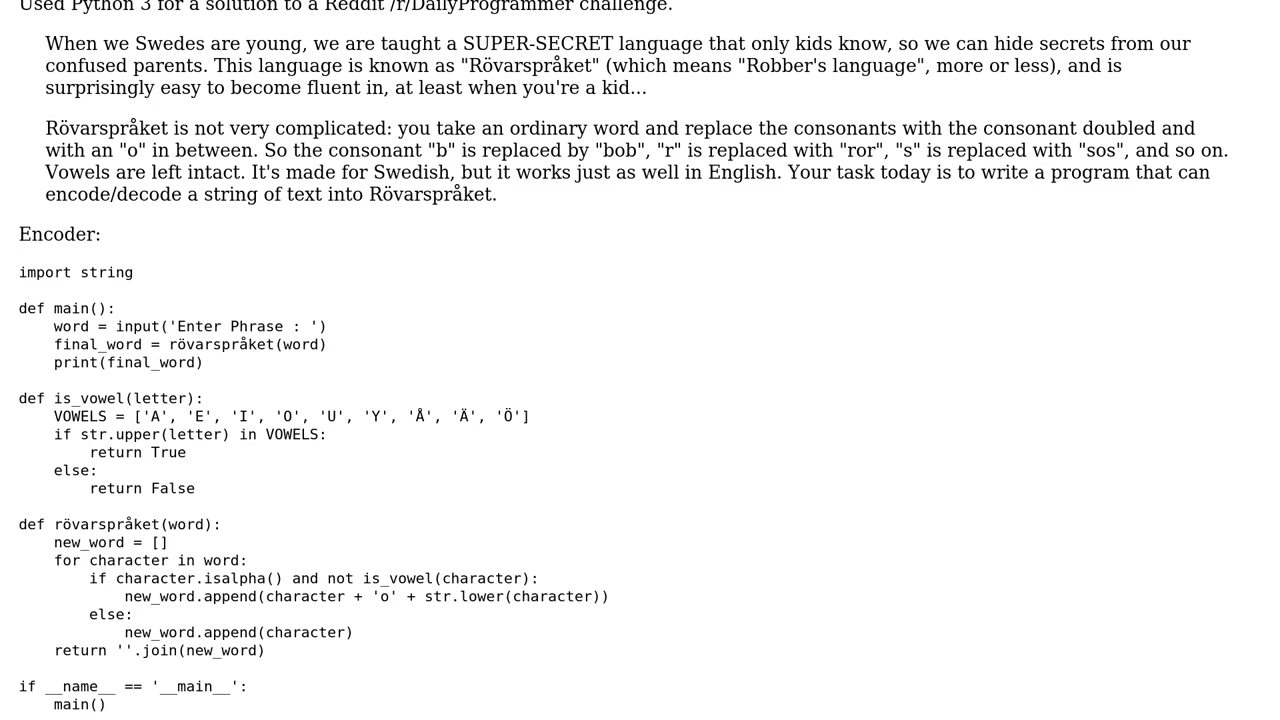 Used Python 3 for a solution to a Reddit /r/DailyProgrammer challenge.
When we Swedes are young, we are taught a SUPER-SECRET language that only kids know, so we can hide secrets from our
confused parents. This language is known as "Rövarspråket" (which means "Robber's language", more or less), and is
surprisingly easy to become fluent in, at least when you're a kid...
Rövarspråket is not very complicated: you take an ordinary word and replace the consonants with the consonant doubled and
with an "o" in between. So the consonant "b" is replaced by "bob", "r" is replaced with "ror", "s" is replaced with "sos", and so on.
Vowels are left intact. It's made for Swedish, but it works just as well in English. Your task today is to write a program that can
encode/decode a string of text into Rövarspråket.
Encoder:
import string
def main():
    word = input('Enter Phrase : ')
    final_word = rövarspråket(word)
    print(final_word)
def is_vowel(letter):
    VOWELS = ['A', 'E', 'I', 'O', 'U', 'Y', 'Å', 'Ä', 'Ö']
    if str.upper(letter) in VOWELS:
        return True
    else:
        return False
def rövarspråket(word):
    new_word = []
    for character in word:
        if character.isalpha() and not is_vowel(character):
            new_word.append(character + 'o' + str.lower(character))
        else:
            new_word.append(character)
    return ''.join(new_word)
if __name__ == '__main__':
    main()